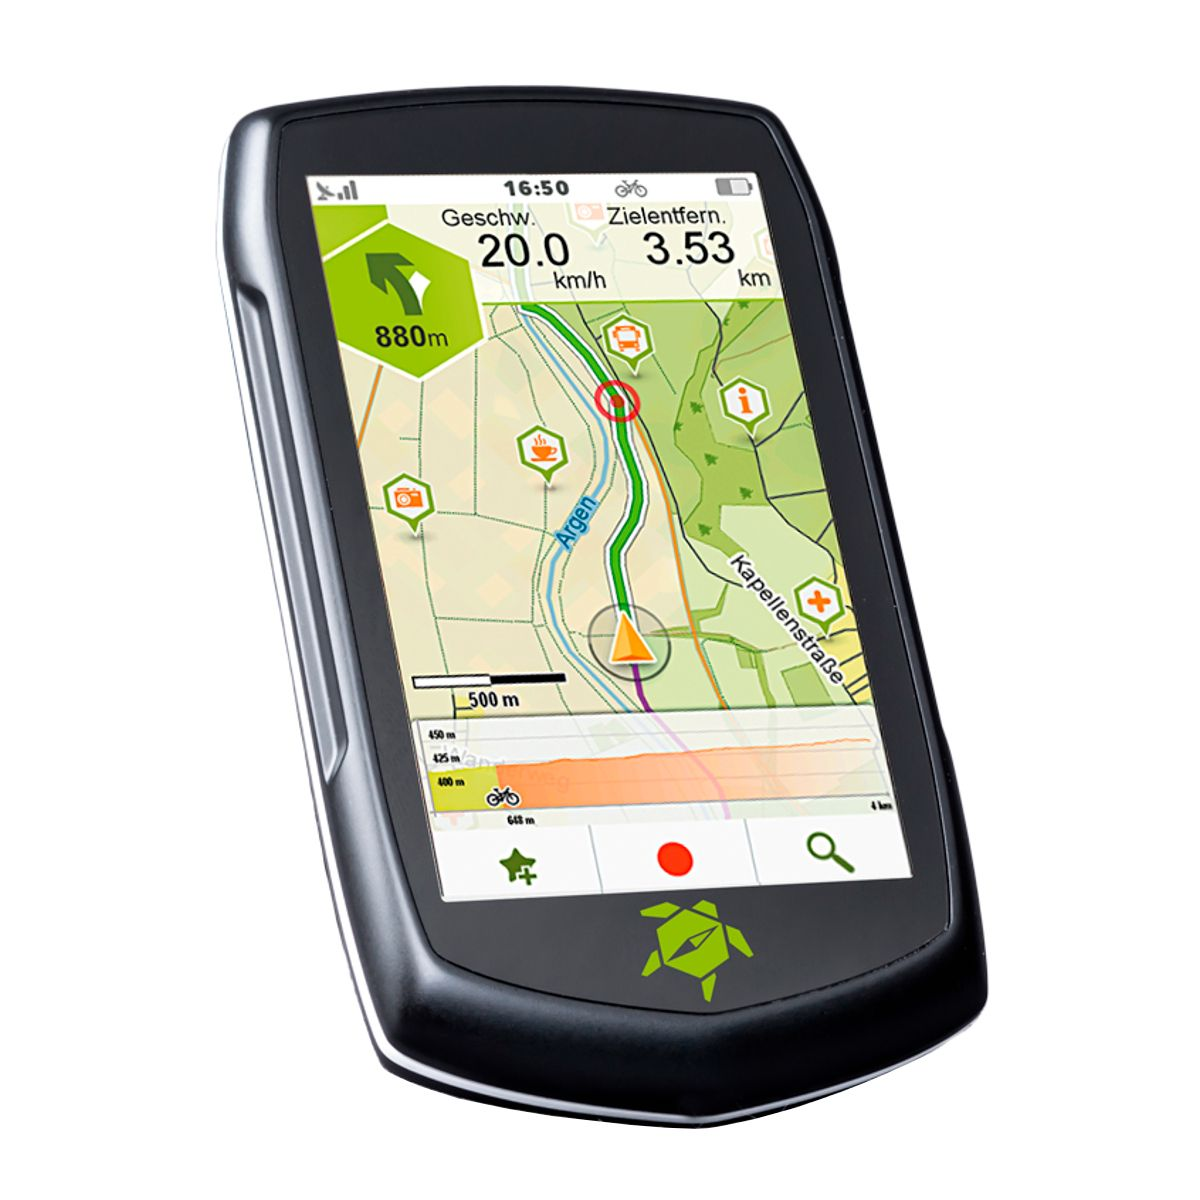 16:50
Geschw. Zielentfern.
20.0 3.53
km/h km
880m
Argen
Kapellenstraße
500 m
450 m
425 m
Wanderweg
400 m
4 km
648 m